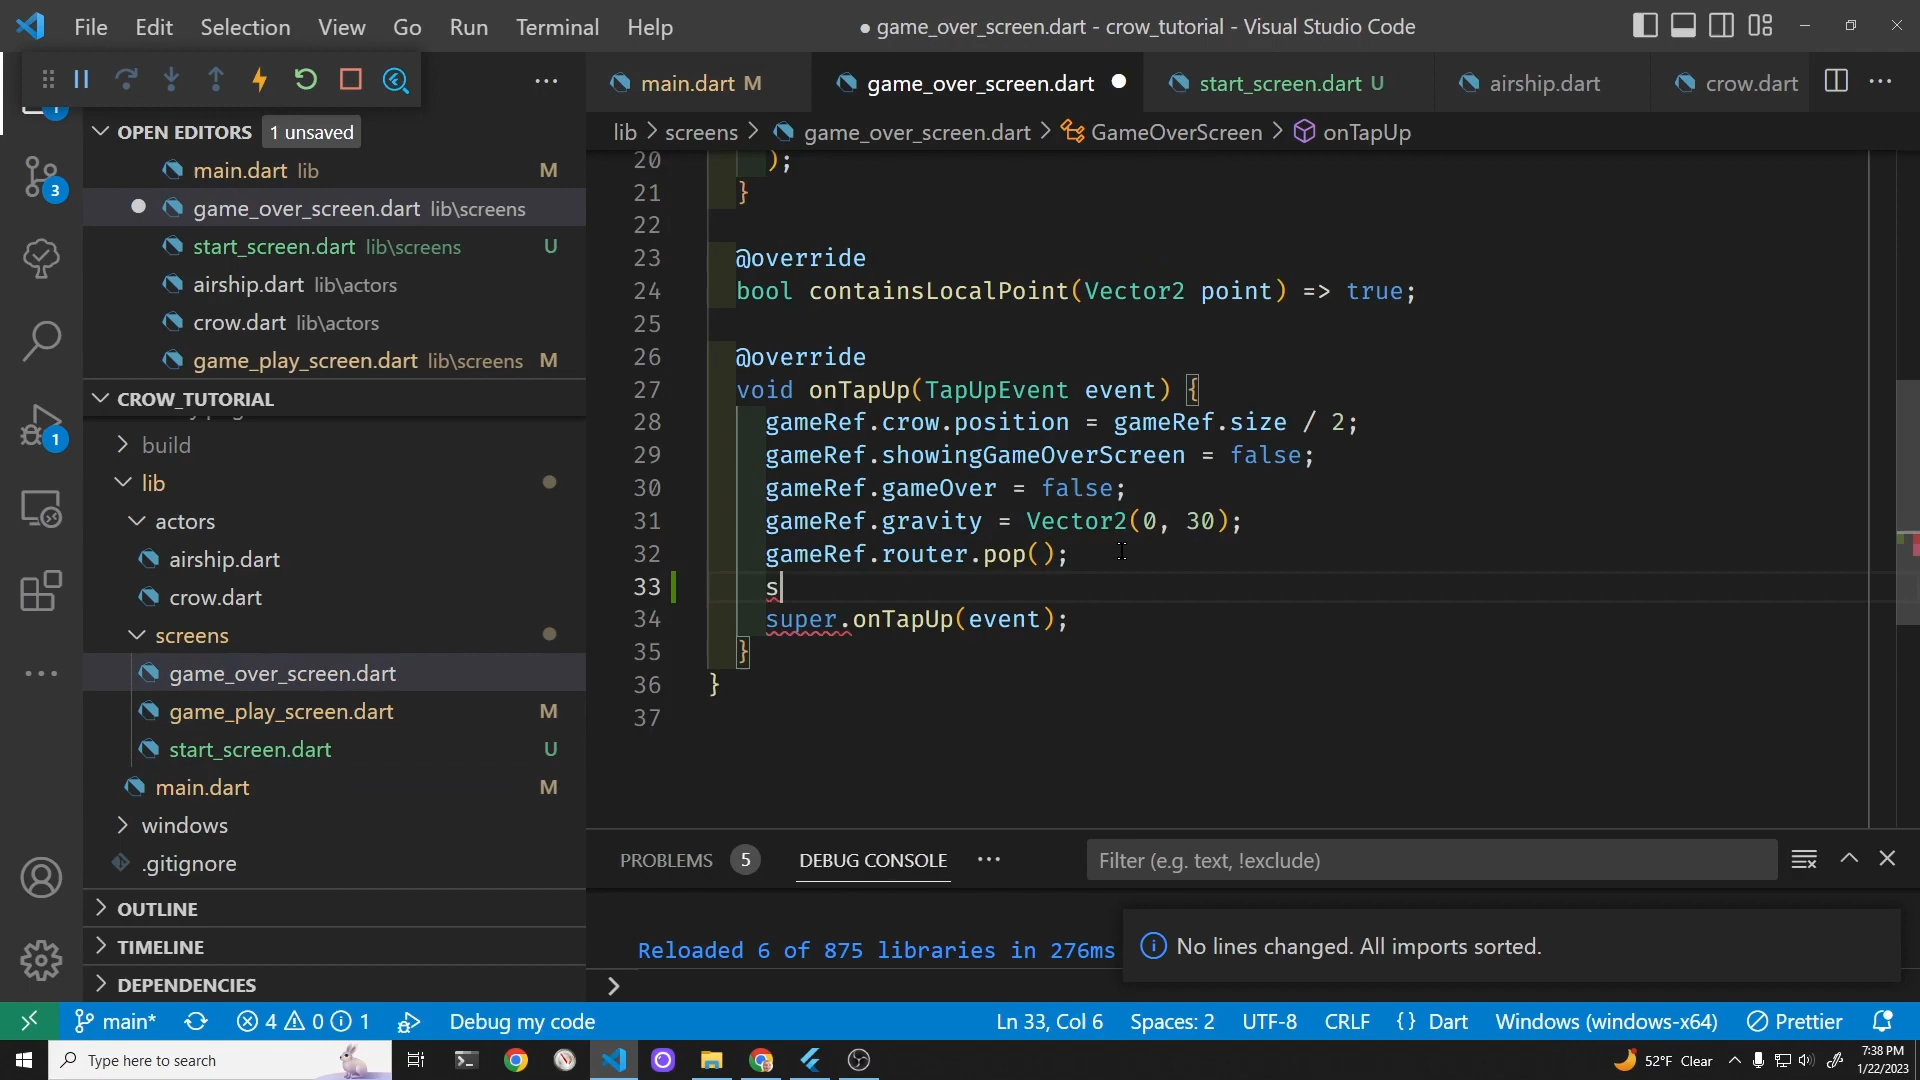 File Edit Selection View Go Run Terminal Help
● game_over_screen.dart - crow_tutorial - Visual Studio Code
main.dart M
game_over_screen.dart
start_screen.dart U
airship.dart
crow.dart
1
OPEN EDITORS 1 unsaved
lib > screens > game_over_screen.dart > GameOverScreen > onTapUp
main.dart lib M
game_over_screen.dart lib\screens
start_screen.dart lib\screens U
airship.dart lib\actors
crow.dart lib\actors
game_play_screen.dart lib\screens M
3
1
CROW_TUTORIAL
build
lib
actors
airship.dart
crow.dart
screens
game_over_screen.dart
game_play_screen.dart M
start_screen.dart U
main.dart M
windows
.gitignore
OUTLINE
TIMELINE
DEPENDENCIES
20 );
21 }
22
23 @override
24 bool containsLocalPoint(Vector2 point) => true;
25
26 @override
27 void onTapUp(TapUpEvent event) {
28 gameRef.crow.position = gameRef.size / 2;
29 gameRef.showingGameOverScreen = false;
30 gameRef.gameOver = false;
31 gameRef.gravity = Vector2(0, 30);
32 gameRef.router.pop();
33 s
34 super.onTapUp(event);
35 }
36 }
37
PROBLEMS 5 DEBUG CONSOLE
Filter (e.g. text, !exclude)
Reloaded 6 of 875 libraries in 276ms
No lines changed. All imports sorted.
main* 4 0 1 Debug my code
Ln 33, Col 6 Spaces: 2 UTF-8 CRLF {} Dart Windows (windows-x64) Prettier
Type here to search
52°F Clear
7:38 PM
1/22/2023